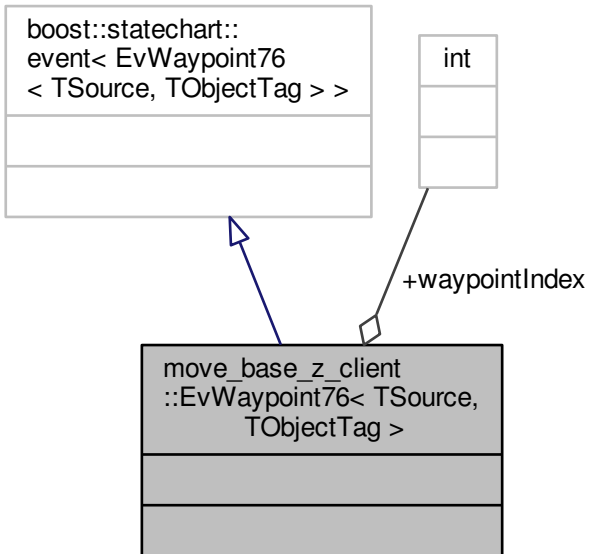 boost::statechart::
event< EvWaypoint76
< TSource, TObjectTag > >
int
+waypointIndex
move_base_z_client
::EvWaypoint76< TSource,
TObjectTag >